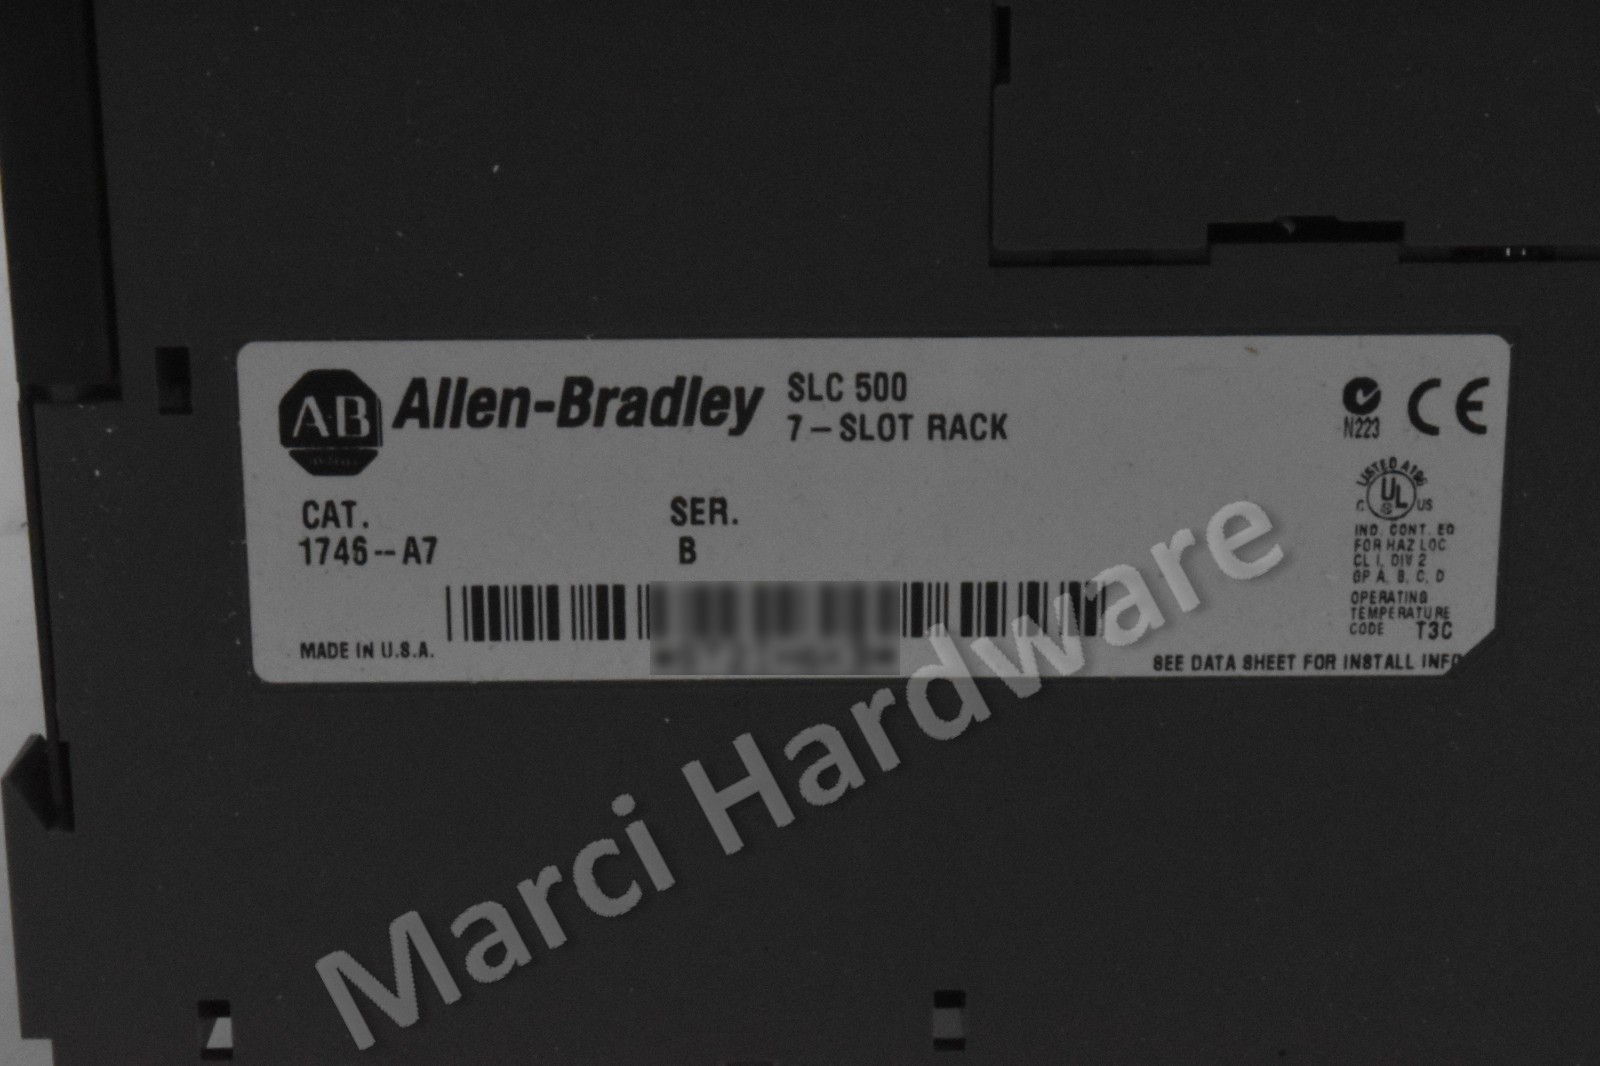 A-B
Allen-Bradley
SLC 500
7-SLOT RACK
N223
CE
LISTED A196
C UL US
CAT.
SER.
1746-A7
B
IND. CONT. EQ
FOR HAZ LOC
CL I, DIV 2
GP A, B, C, D
OPERATING
TEMPERATURE
CODE T3C
MADE IN U.S.A.
SEE DATA SHEET FOR INSTALL INFO
Marci Hardware